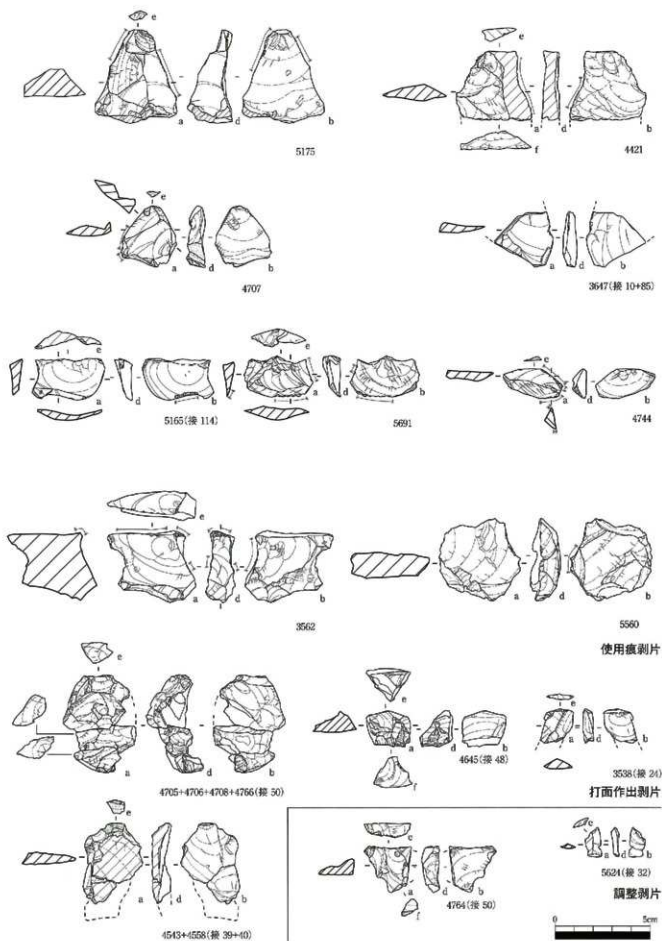 e
a d b
5175
e
a d b
f
4421
e
a d b
4707
a d b
3647(接 10+85)
e
a d b
5165(接 114)
e
a d b
5691
e
a d b
4744
e
a d b
3562
a d b
5560
使用痕剥片
e
a d b
4705+4706+4708+4766(接 50)
e
a d b
f
4645(接 48)
e
a d b
3538(接 24)
打面作出剥片
e
a d b
4543+4558(接 39+40)
a d b
f
4764(接 50)
e
a d b
5624(接 32)
調整剥片
0 5cm